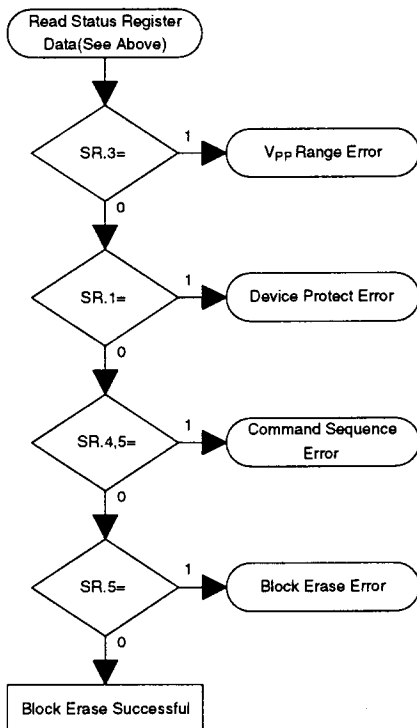 Read Status Register
Data(See Above)
SR.3=
1
VPP Range Error
0
SR.1=
1
Device Protect Error
0
SR.4,5=
1
Command Sequence
Error
0
SR.5=
1
Block Erase Error
0
Block Erase Successful